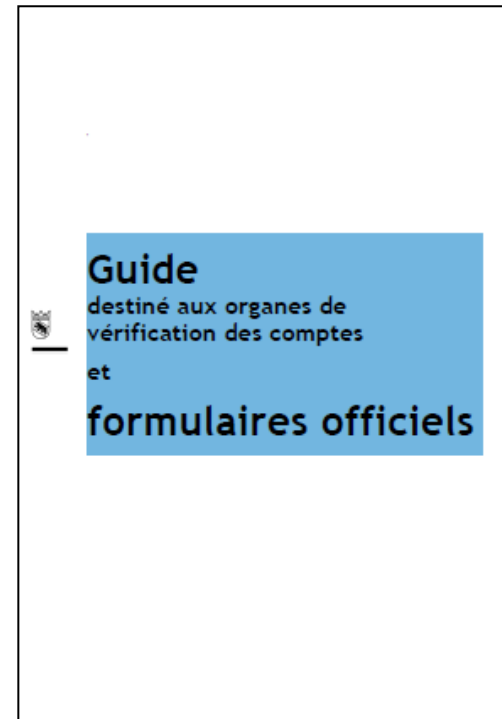 Guide
destiné aux organes de
vérification des comptes
et
formulaires officiels